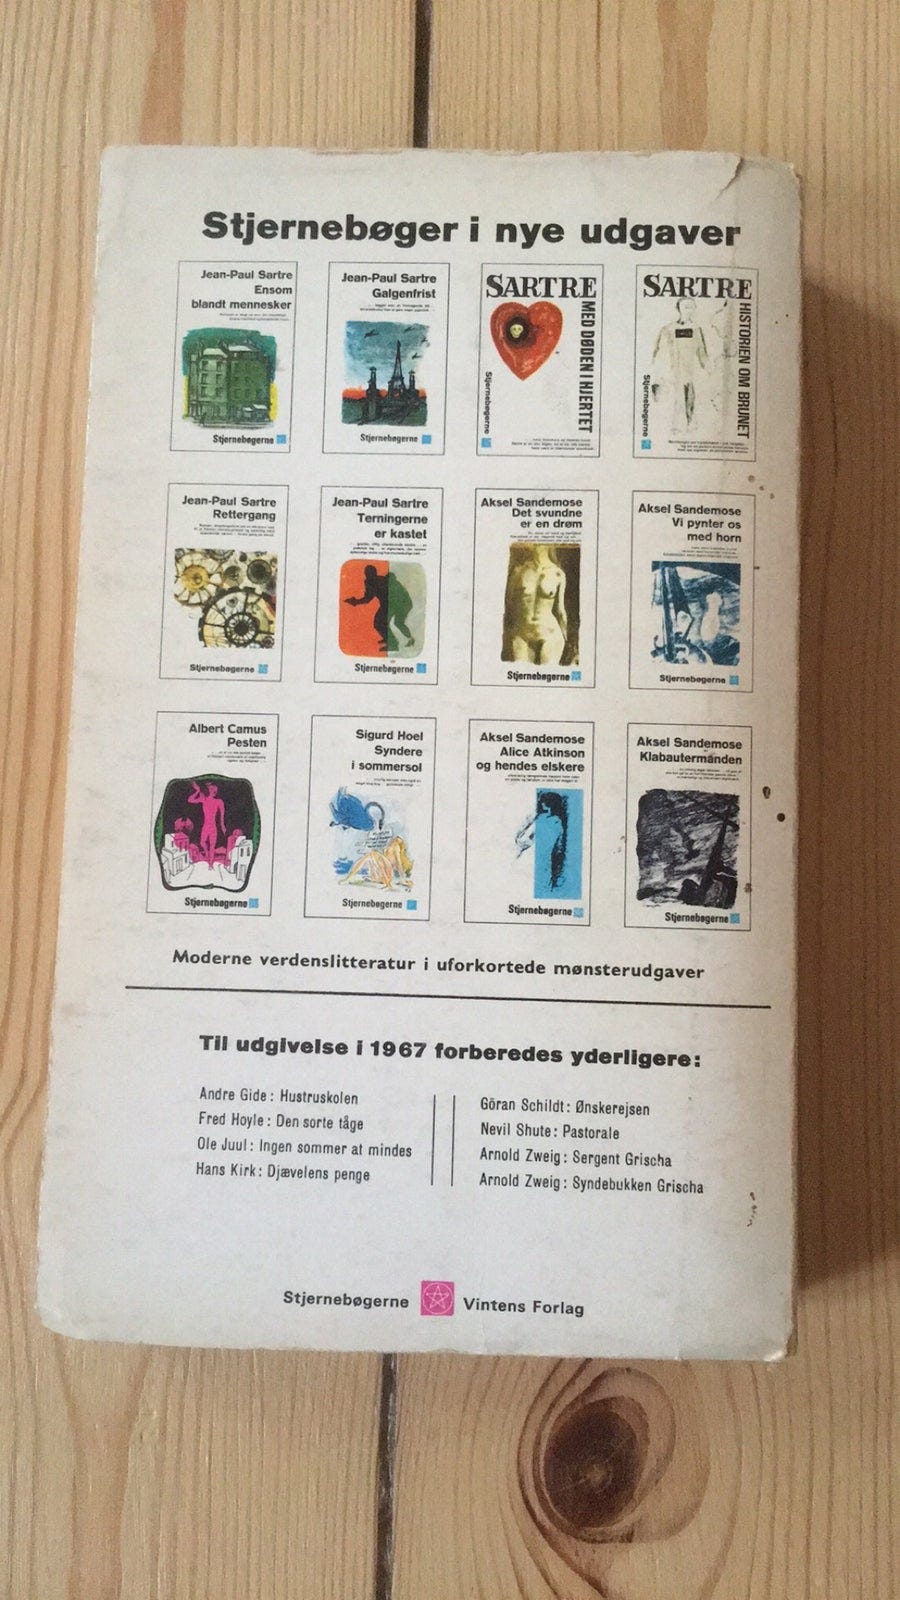 Stjernebøger i nye udgaver
Jean-Paul Sartre
Ensom
blandt mennesker
Stjernebøgerne
Jean-Paul Sartre
Galgenfrist
Stjernebøgerne
SARTRE
MED DØDEN I HJERTET
Stjernebøgerne
SARTRE
HISTORIEN OM BRUNET
Stjernebøgerne
Jean-Paul Sartre
Rettergang
Stjernebøgerne
Jean-Paul Sartre
Terningerne
er kastet
Stjernebøgerne
Aksel Sandemose
Det svundne
er en drøm
Stjernebøgerne
Aksel Sandemose
Vi pynter os
med horn
Stjernebøgerne
Albert Camus
Pesten
Stjernebøgerne
Sigurd Hoel
Syndere
i sommersol
Stjernebøgerne
Aksel Sandemose
Alice Atkinson
og hendes elskere
Stjernebøgerne
Aksel Sandemose
Klabautermanden
Stjernebøgerne
Moderne verdenslitteratur i uforkortede mønsterudgaver
Til udgivelse i 1967 forberedes yderligere:
Andre Gide: Hustruskolen
Fred Hoyle: Den sorte tåge
Ole Juul: Ingen sommer at mindes
Hans Kirk: Djævelens penge
Göran Schildt: Ønskerejsen
Nevil Shute: Pastorale
Arnold Zweig: Sergent Grischa
Arnold Zweig: Syndebukken Grischa
Stjernebøgerne Vintens Forlag